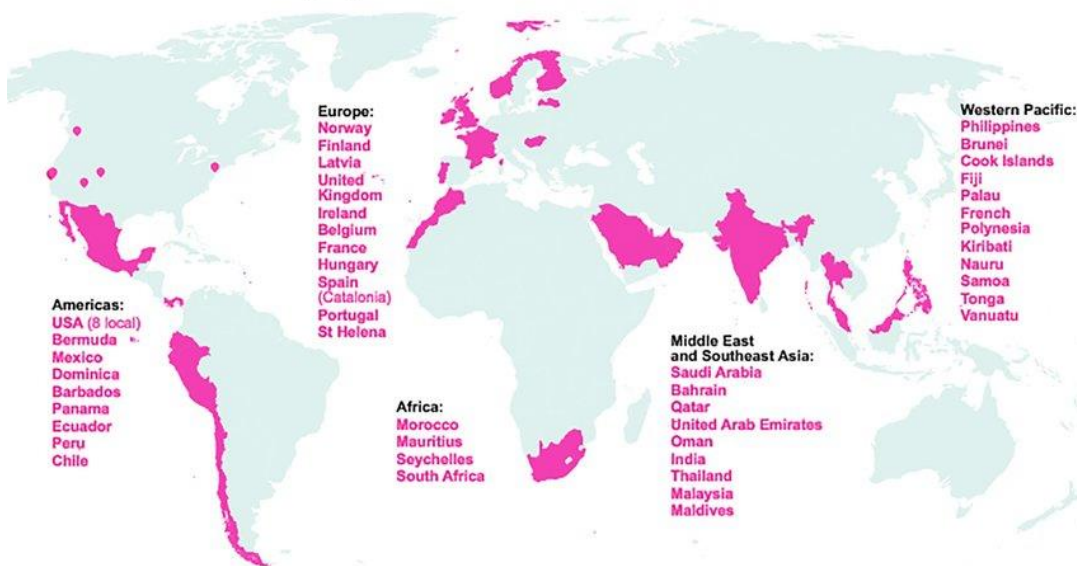 Europe:
Norway
Finland
Latvia
United
Kingdom
Ireland
Belgium
France
Hungary
Spain
(Catalonia)
Portugal
St Helena
Western Pacific:
Philippines
Brunei
Cook Islands
Fiji
Palau
French
Polynesia
Kiribati
Nauru
Samoa
Tonga
Vanuatu
Americas:
USA (8 local)
Bermuda
Mexico
Dominica
Barbados
Panama
Ecuador
Peru
Chile
Africa:
Morocco
Mauritius
Seychelles
South Africa
Middle East
and Southeast Asia:
Saudi Arabia
Bahrain
Qatar
United Arab Emirates
Oman
India
Thailand
Malaysia
Maldives